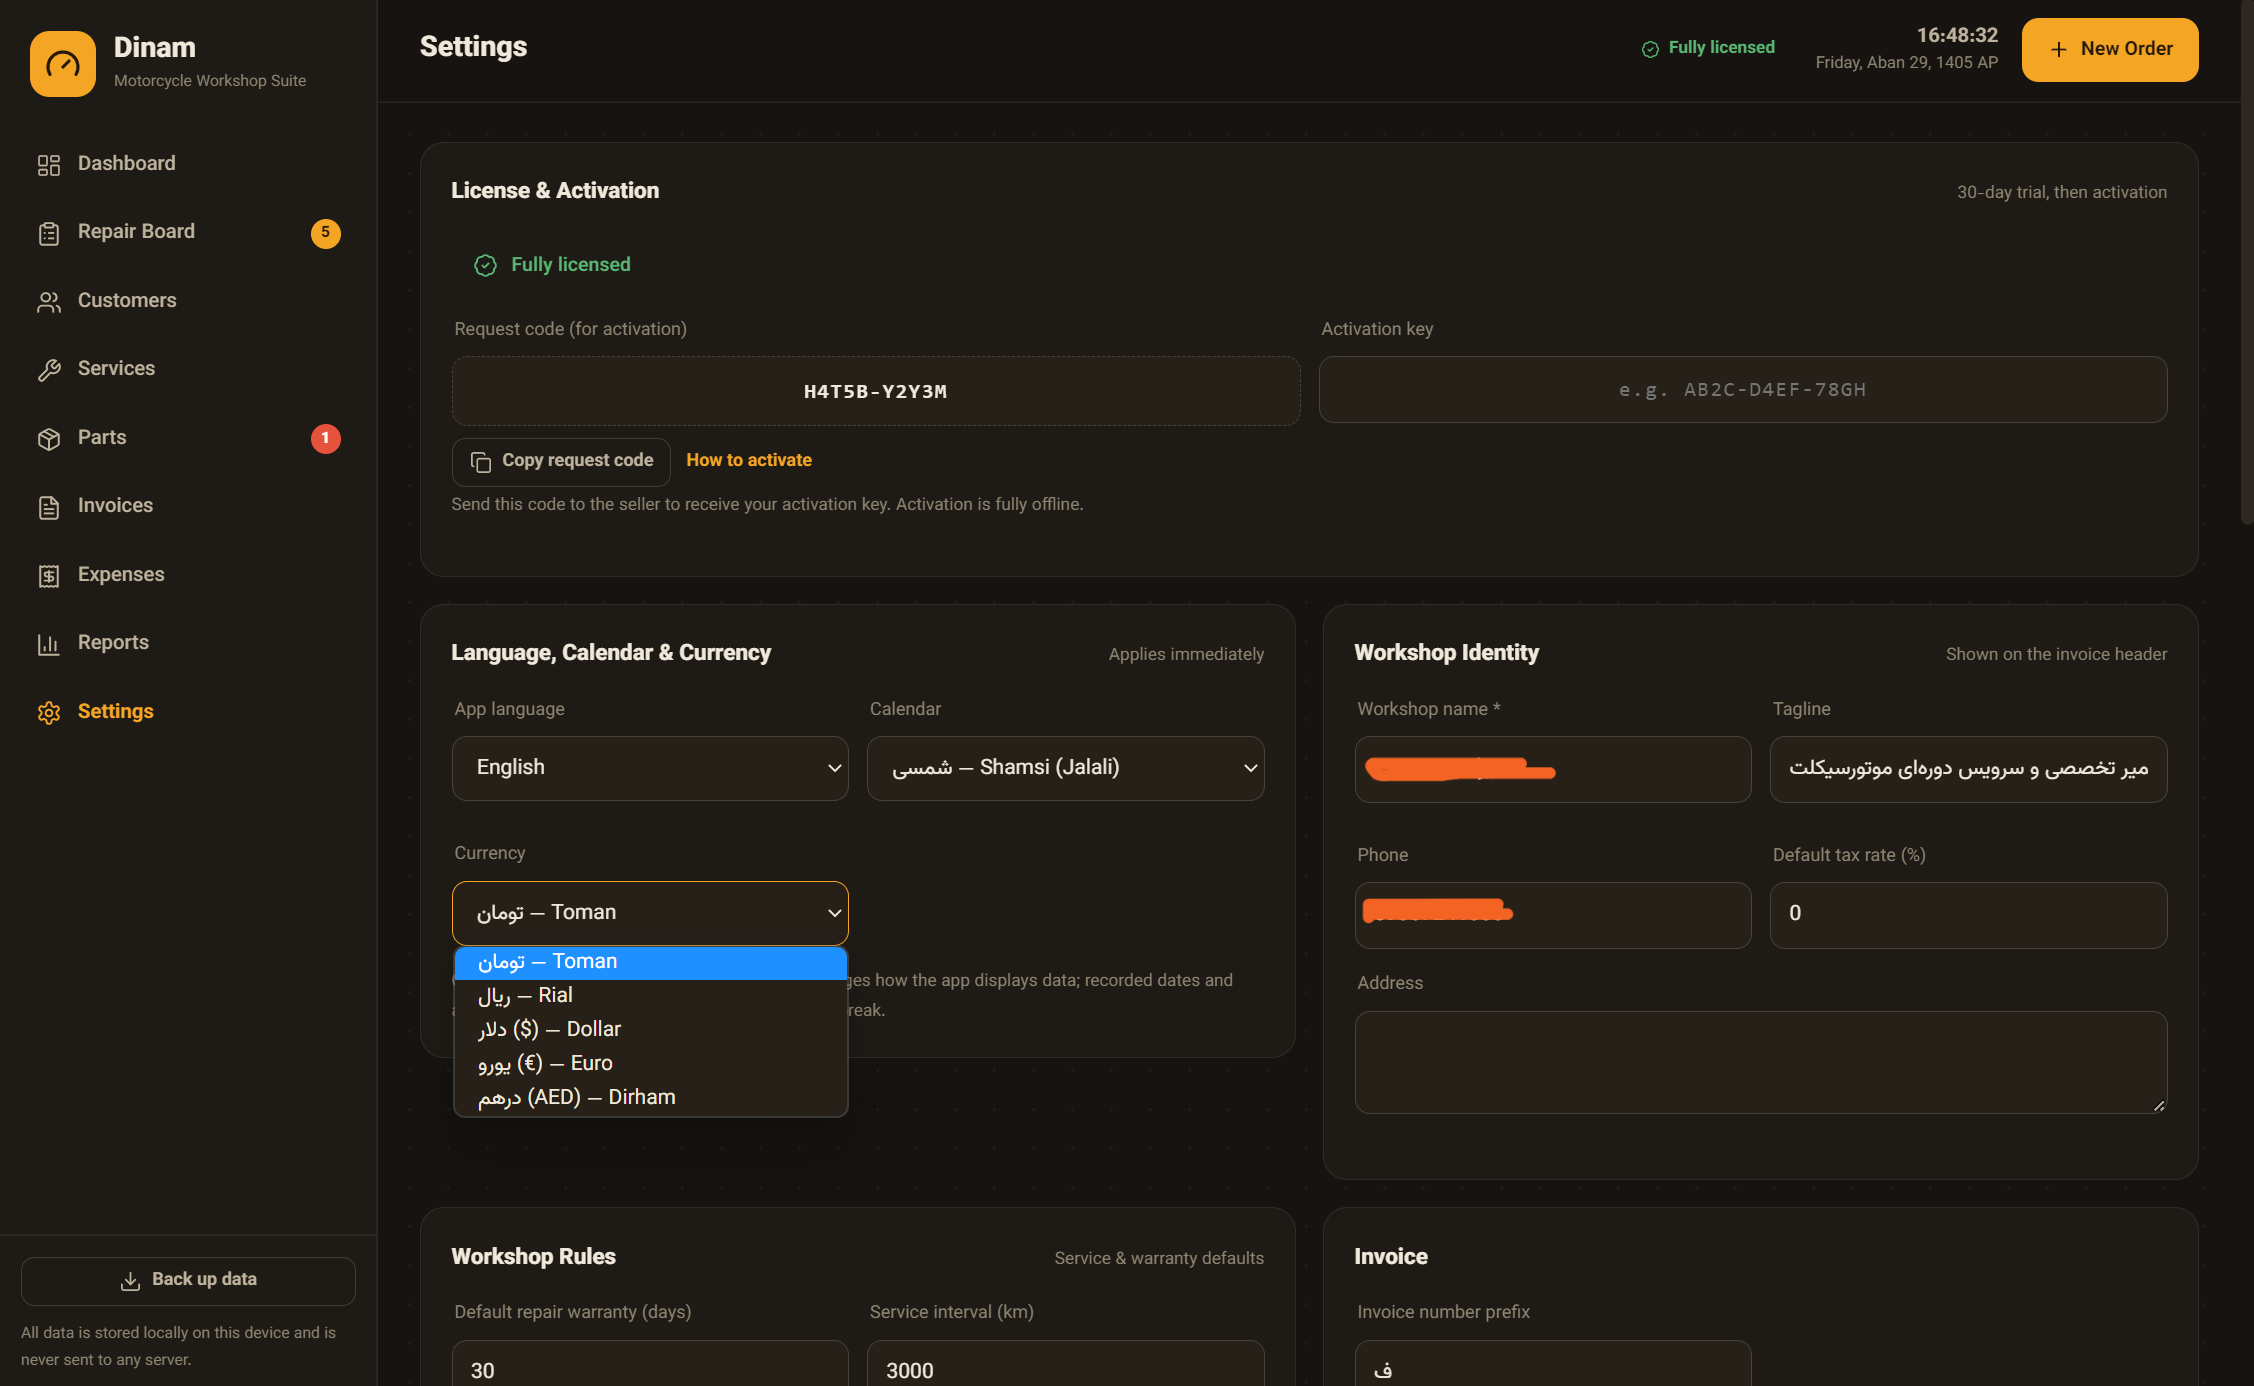 Dinam
Motorcycle Workshop Suite
Dashboard
Repair Board
5
Customers
Services
Parts
1
Invoices
Expenses
Reports
Settings
Back up data
All data is stored locally on this device and is
never sent to any server.
Settings
Fully licensed
16:48:32
Friday, Aban 29, 1405 AP
New Order
License & Activation
30-day trial, then activation
Fully licensed
Request code (for activation)
H4T5B-Y2Y3M
Activation key
e.g. AB2C-D4EF-78GH
Copy request code
How to activate
Send this code to the seller to receive your activation key. Activation is fully offline.
Language, Calendar & Currency
Applies immediately
App language
English
Calendar
شمسی — Shamsi (Jalali)
Currency
تومان — Toman
تومان — Toman
ریال — Rial
دلار ($) — Dollar
یورو (€) — Euro
درهم (AED) — Dirham
how the app displays data; recorded dates and
Workshop Identity
Shown on the invoice header
Workshop name *
Tagline
میر تخصصی و سرویس دوره‌ای موتورسیکلت
Phone
Default tax rate (%)
0
Address
Workshop Rules
Service & warranty defaults
Default repair warranty (days)
30
Service interval (km)
3000
Invoice
Invoice number prefix
ف